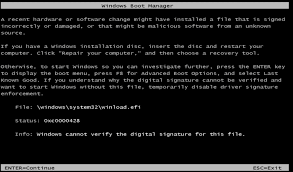 Windows Boot Manager
A recent hardware or software change might have installed a file that is signed
incorrectly or damaged, or that might be malicious software from an unknown
source.
If you have a Windows installation disc, insert the disc and restart your
computer. Click "Repair your computer," and then choose a recovery tool.
Otherwise, to start Windows so you can investigate further, press the ENTER key
to display the boot menu, press F8 for Advanced Boot Options, and select Last
Known Good. If you understand why the digital signature cannot be verified and
want to start Windows without this file, temporarily disable driver signature
enforcement.
File: \windows\system32\winload.efi
Status: 0xc0000428
Info: Windows cannot verify the digital signature for this file.
ENTER=Continue
ESC=Exit